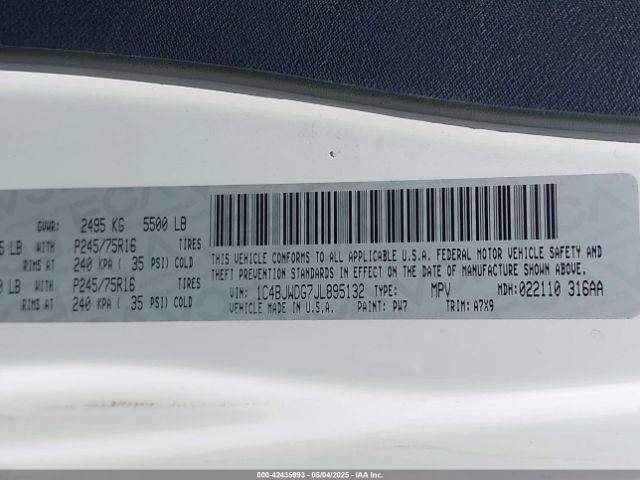 GVWR: 2495 KG 5500 LB
5 LB WITH P245/75R16 TIRES
RIMS AT 240 KPA ( 35 PSI) COLD
0 LB WITH P245/75R16 TIRES
RIMS AT 240 KPA ( 35 PSI) COLD
THIS VEHICLE CONFORMS TO ALL APPLICABLE U.S.A. FEDERAL MOTOR VEHICLE SAFETY AND
THEFT PREVENTION STANDARDS IN EFFECT ON THE DATE OF MANUFACTURE SHOWN ABOVE.
VIN: 1C4BJWDG7JL895132 TYPE: MPV MDH: 022110 316AA
VEHICLE MADE IN U.S.A. PAINT: PW7 TRIM: A7X9
000-42435993 - 06/04/2025 - IAA Inc.